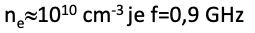 nₑ≈10¹⁰ cm⁻³ je f=0,9 GHz